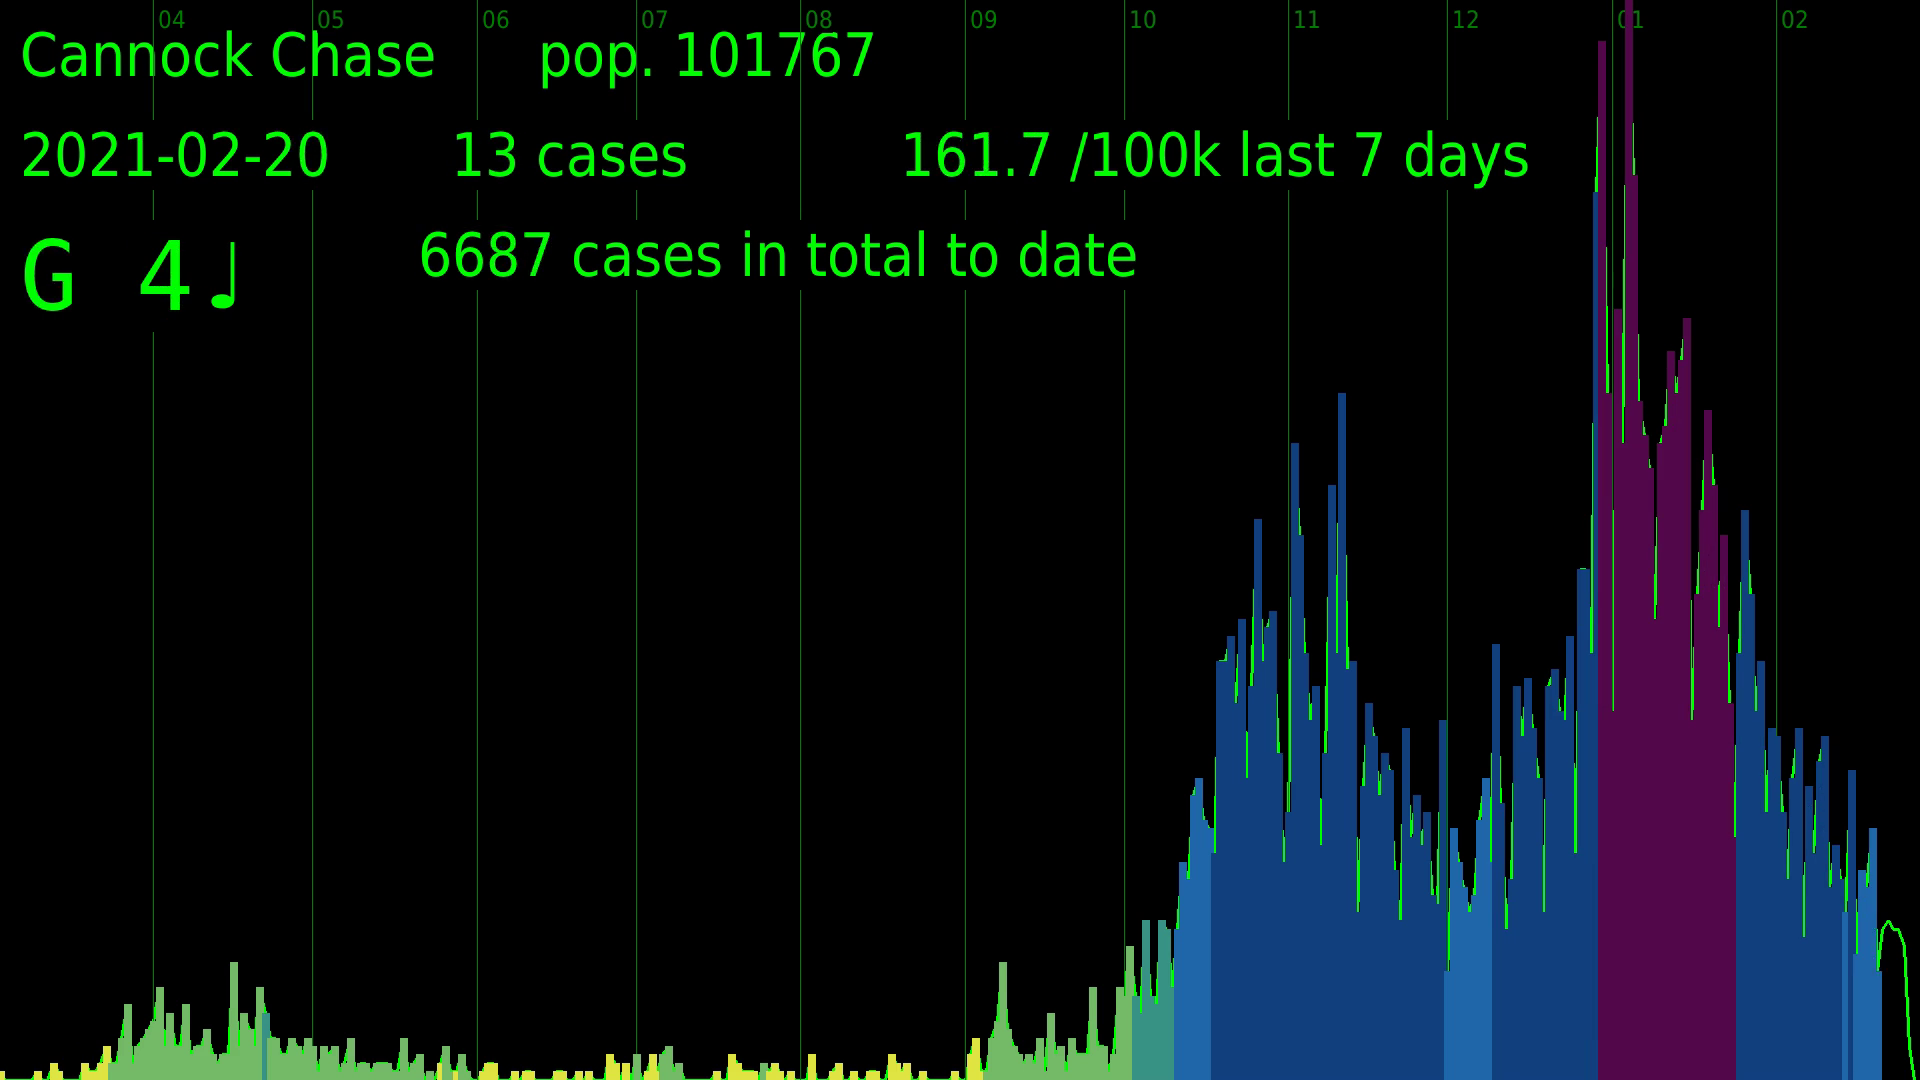 04 05 06 07 08 09 10 11 12 01 02
Cannock Chase pop. 101767
2021-02-20 13 cases 161.7 /100k last 7 days
6687 cases in total to date
G 4♩